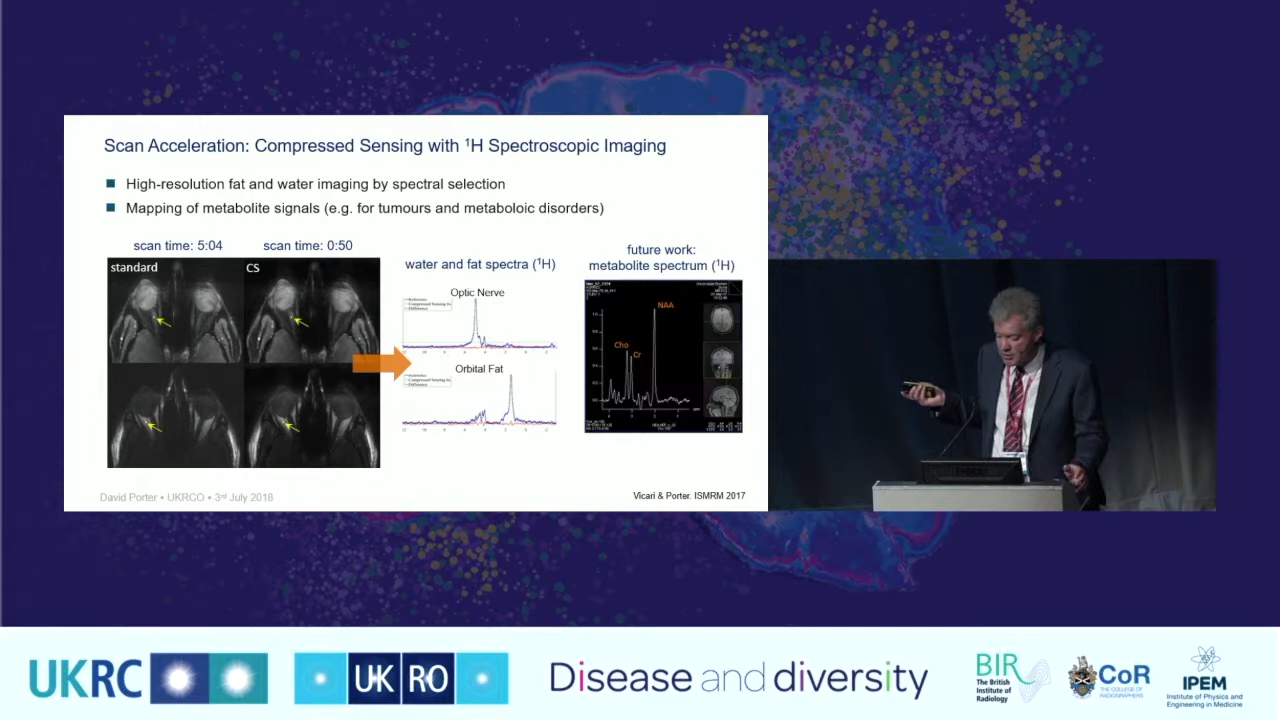 Scan Acceleration: Compressed Sensing with ¹H Spectroscopic Imaging
High-resolution fat and water imaging by spectral selection
Mapping of metabolite signals (e.g. for tumours and metaboloic disorders)
scan time: 5:04
scan time: 0:50
standard
CS
water and fat spectra (¹H)
Optic Nerve
Orbital Fat
future work:
metabolite spectrum (¹H)
NAA
Cho
Cr
David Porter • UKRCO • 3rd July 2018
Vicari & Porter. ISMRM 2017
UKRC
UK RO
Disease and diversity
BIR
The British
Institute of
Radiology
CoR
THE COLLEGE OF
RADIOGRAPHERS
IPEM
Institute of Physics and
Engineering in Medicine